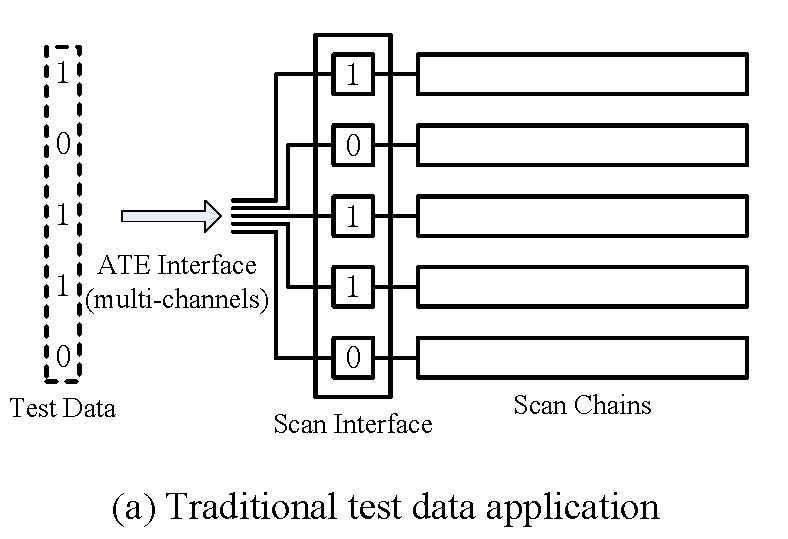 1
0
1
1
0
Test Data
ATE Interface
(multi-channels)
1
0
1
1
0
Scan Interface
Scan Chains
(a) Traditional test data application